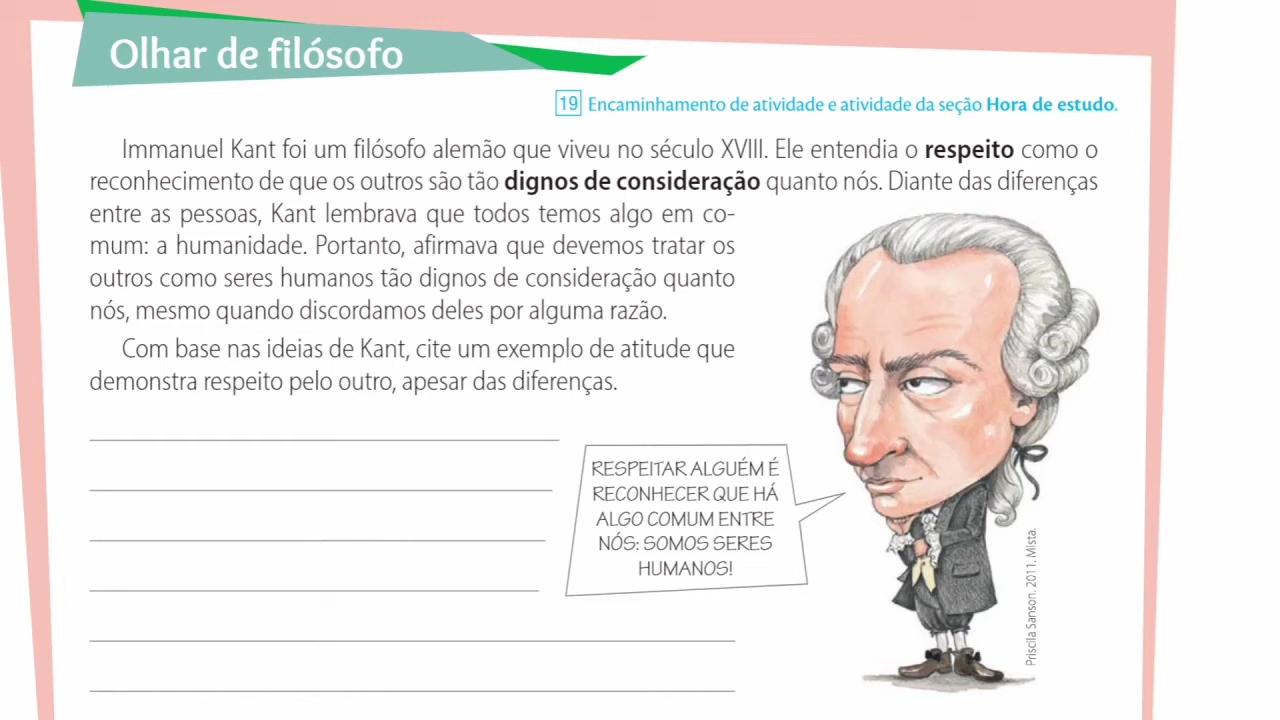 Olhar de filósofo
19 Encaminhamento de atividade e atividade da seção Hora de estudo.
Immanuel Kant foi um filósofo alemão que viveu no século XVIII. Ele entendia o respeito como o
reconhecimento de que os outros são tão dignos de consideração quanto nós. Diante das diferenças
entre as pessoas, Kant lembrava que todos temos algo em co-
mum: a humanidade. Portanto, afirmava que devemos tratar os
outros como seres humanos tão dignos de consideração quanto
nós, mesmo quando discordamos deles por alguma razão.
Com base nas ideias de Kant, cite um exemplo de atitude que
demonstra respeito pelo outro, apesar das diferenças.
RESPEITAR ALGUÉM É
RECONHECER QUE HÁ
ALGO COMUM ENTRE
NÓS: SOMOS SERES
HUMANOS!
Priscila Sanson. 2011. Mista.